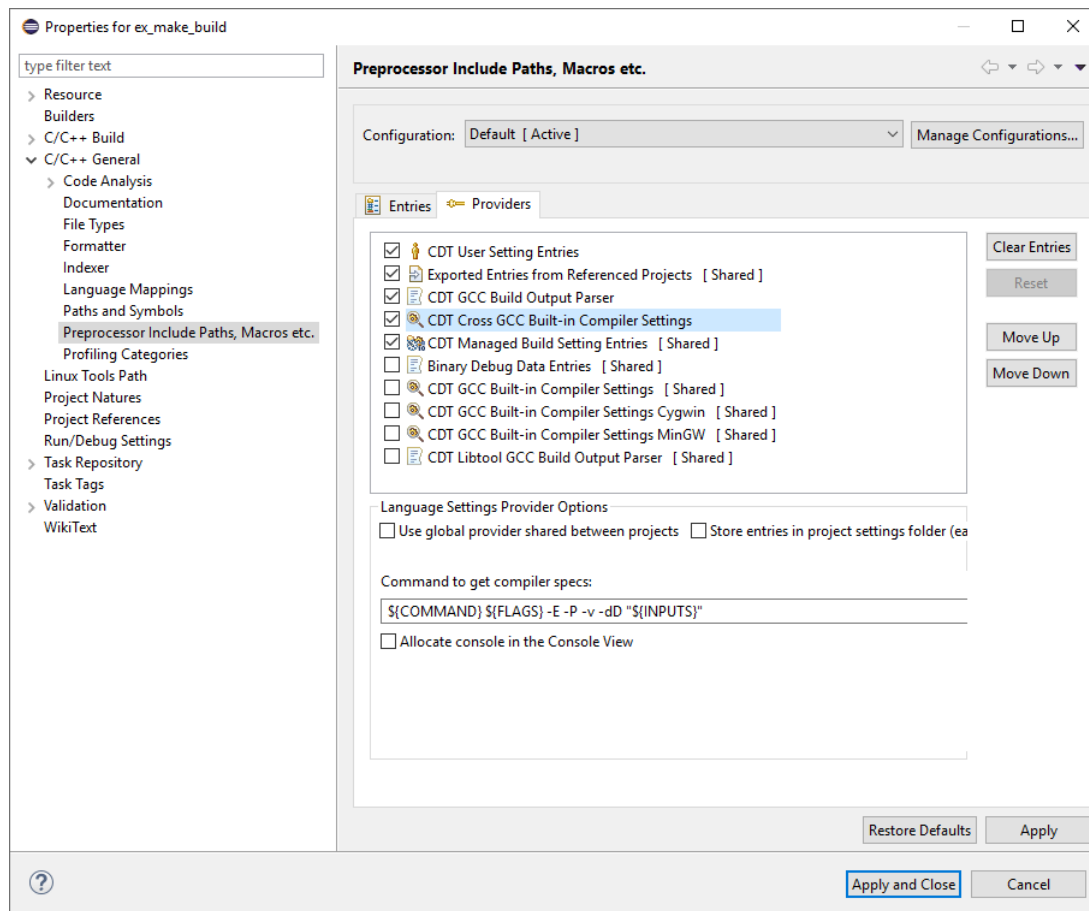 Properties for ex_make_build
type filter text
Resource
Builders
C/C++ Build
C/C++ General
Code Analysis
Documentation
File Types
Formatter
Indexer
Language Mappings
Paths and Symbols
Preprocessor Include Paths, Macros etc.
Profiling Categories
Linux Tools Path
Project Natures
Project References
Run/Debug Settings
Task Repository
Task Tags
Validation
WikiText
Preprocessor Include Paths, Macros etc.
Configuration: Default [ Active ] Manage Configurations...
Entries Providers
CDT User Setting Entries
Exported Entries from Referenced Projects [ Shared ]
CDT GCC Build Output Parser
CDT Cross GCC Built-in Compiler Settings
CDT Managed Build Setting Entries [ Shared ]
Binary Debug Data Entries [ Shared ]
CDT GCC Built-in Compiler Settings [ Shared ]
CDT GCC Built-in Compiler Settings Cygwin [ Shared ]
CDT GCC Built-in Compiler Settings MinGW [ Shared ]
CDT Libtool GCC Build Output Parser [ Shared ]
Clear Entries
Reset
Move Up
Move Down
Language Settings Provider Options
Use global provider shared between projects Store entries in project settings folder (ea
Command to get compiler specs:
${COMMAND} ${FLAGS} -E -P -v -dD "${INPUTS}"
Allocate console in the Console View
Restore Defaults Apply
? Apply and Close Cancel